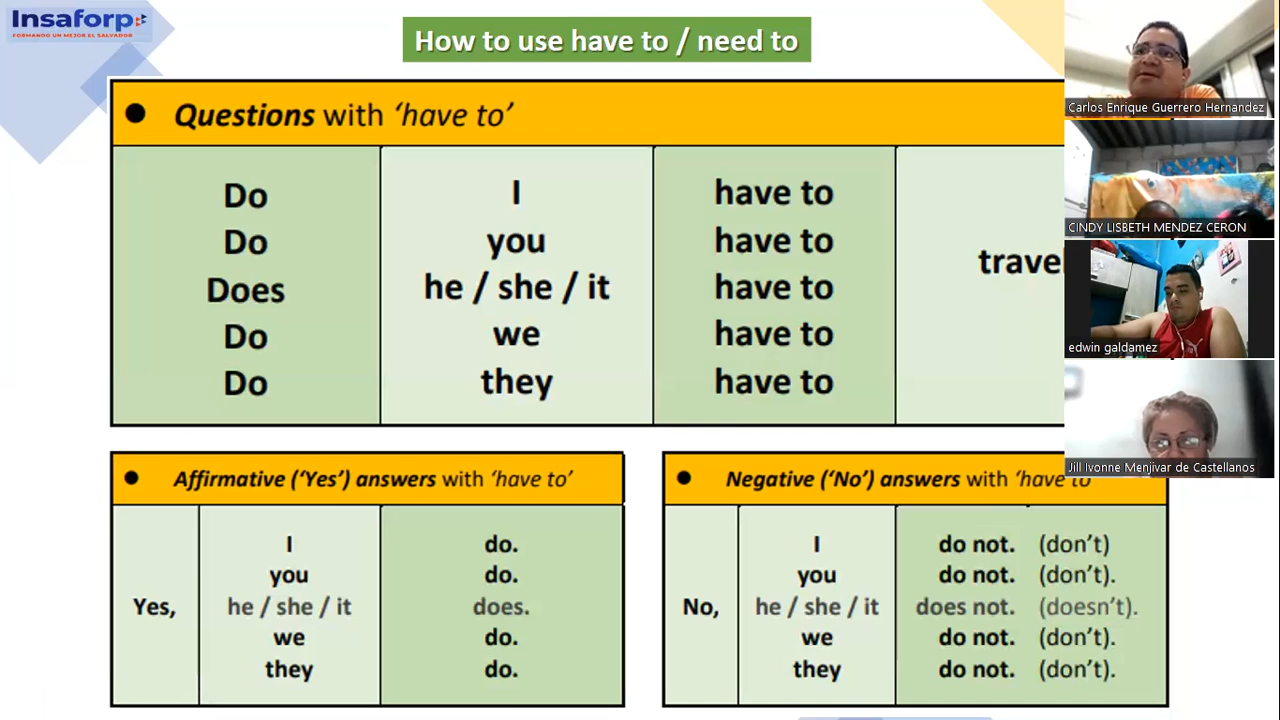 Insaforp
FORMANDO UN MEJOR EL SALVADOR
How to use have to / need to
Questions with ‘have to’
Do I have to
Do you have to
travel
Does he / she / it have to
Do we have to
Do they have to
Affirmative (‘Yes’) answers with ‘have to’
I do.
you do.
Yes, he / she / it does.
we do.
they do.
Negative (‘No’) answers with ‘have to
I do not. (don’t)
you do not. (don’t).
No, he / she / it does not. (doesn’t).
we do not. (don’t).
they do not. (don’t).
Carlos Enrique Guerrero Hernandez
CINDY LISBETH MENDEZ CERON
edwin galdamez
Jill Ivonne Menjivar de Castellanos